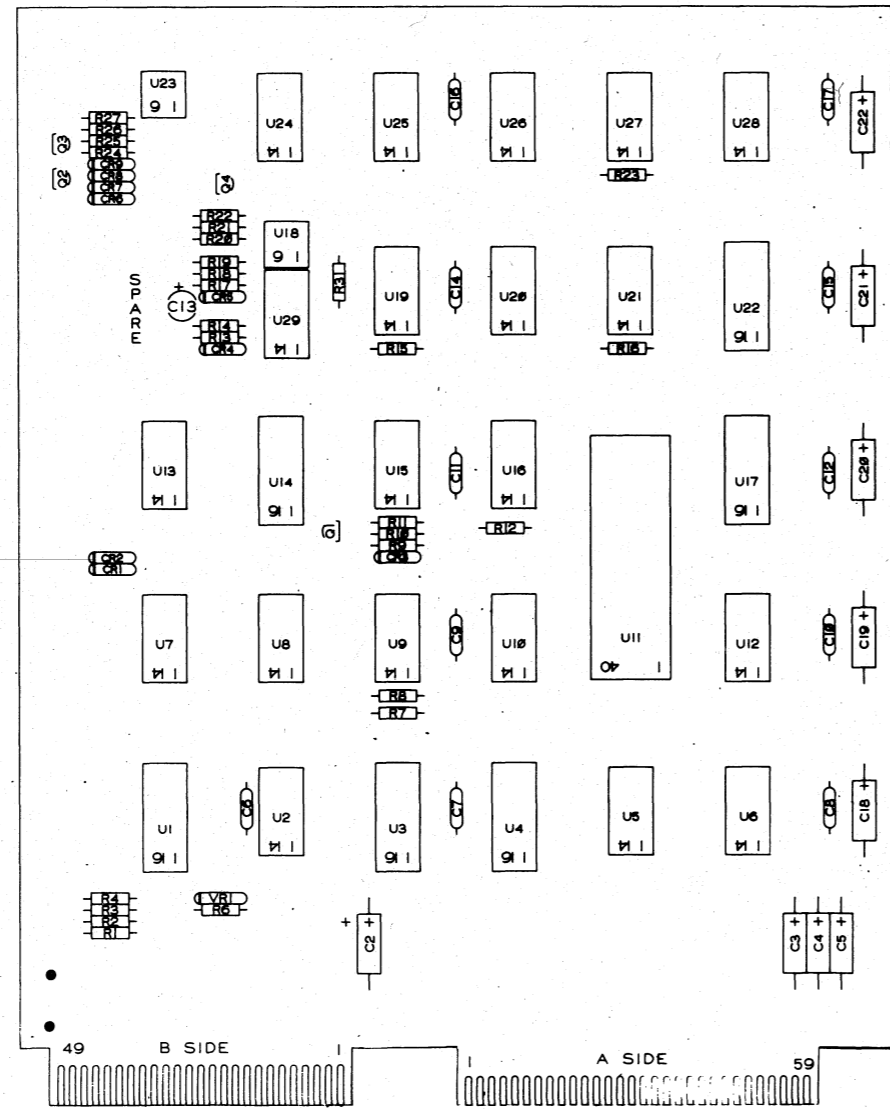 U23
9 1
R27
R26
R25
R24
CR9
CR8
CR7
CR6
Q3
Q2
Q4
U24
1 14
U25
1 14
C16
U26
1 14
U27
1 14
R23
U28
1 14
C17
C22 +
R22
R21
R20
R19
R18
R17
CR5
R14
R13
CR4
SPARE
+
C13
U18
6 1
U29
1 14
R31
U19
1 14
R15
C14
U20
1 14
U21
1 14
R16
U22
16 1
C15
C21 +
U13
1 14
U14
16 1
Q1
U15
1 14
R11
R10
R9
CR3
C11
U16
1 14
R12
U17
16 1
C12
C20 +
CR2
CR1
U7
1 14
U8
1 14
U9
1 14
R8
R7
C9
U10
1 14
U11
40 1
U12
1 14
C10
C19 +
U1
16 1
C6
U2
1 14
U3
16 1
C7
U4
16 1
U5
1 14
U6
1 14
C8
C18 +
R4
R3
R2
R1
VR1
R6
+
C2 +
C3 +
C4 +
C5 +
49 B SIDE 1
1 A SIDE 59